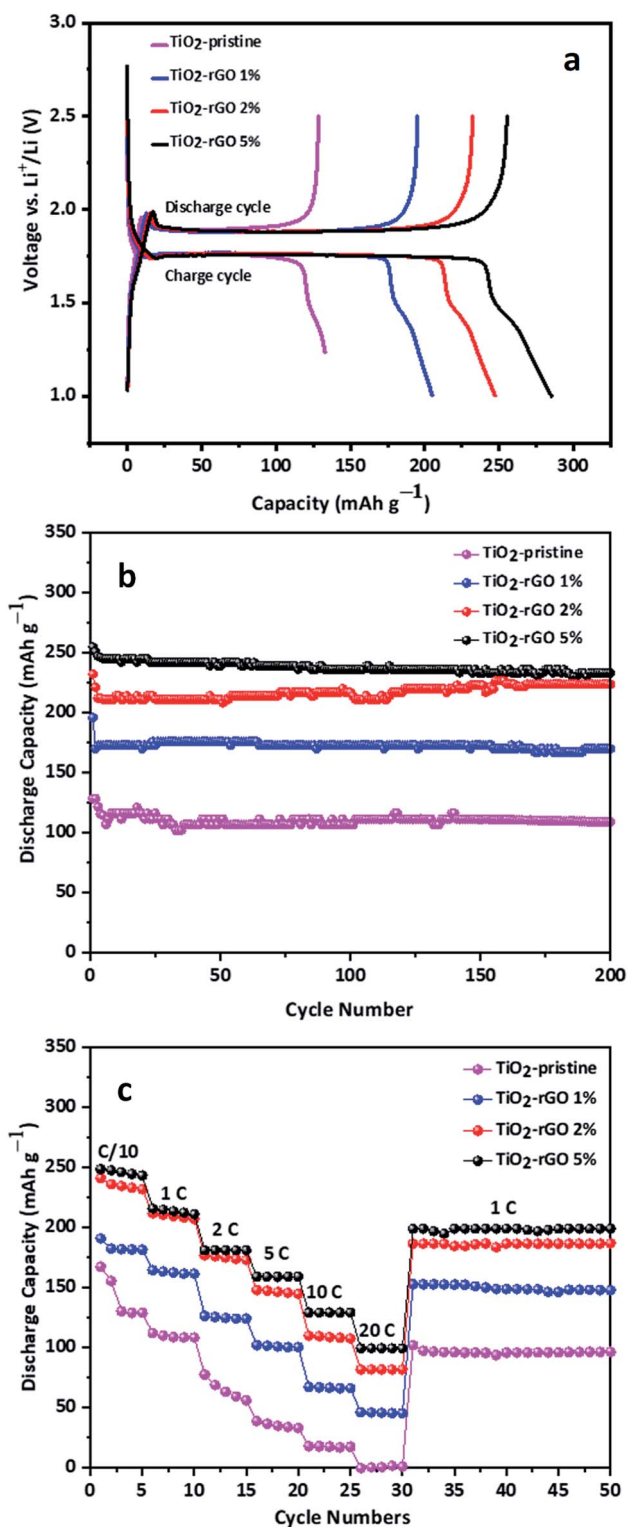 a
TiO2-pristine
TiO2-rGO 1%
TiO2-rGO 2%
TiO2-rGO 5%
Discharge cycle
Charge cycle
Voltage vs. Li⁺/Li (V)
3.0
2.5
2.0
1.5
1.0
0 50 100 150 200 250 300
Capacity (mAh g⁻¹)
b
TiO2-pristine
TiO2-rGO 1%
TiO2-rGO 2%
TiO2-rGO 5%
Discharge Capacity (mAh g⁻¹)
350
300
250
200
150
100
50
0
0 50 100 150 200
Cycle Number
c
TiO2-pristine
TiO2-rGO 1%
TiO2-rGO 2%
TiO2-rGO 5%
C/10
1 C
2 C
5 C
10 C
20 C
1 C
Discharge Capacity (mAh g⁻¹)
350
300
250
200
150
100
50
0
0 5 10 15 20 25 30 35 40 45 50
Cycle Numbers